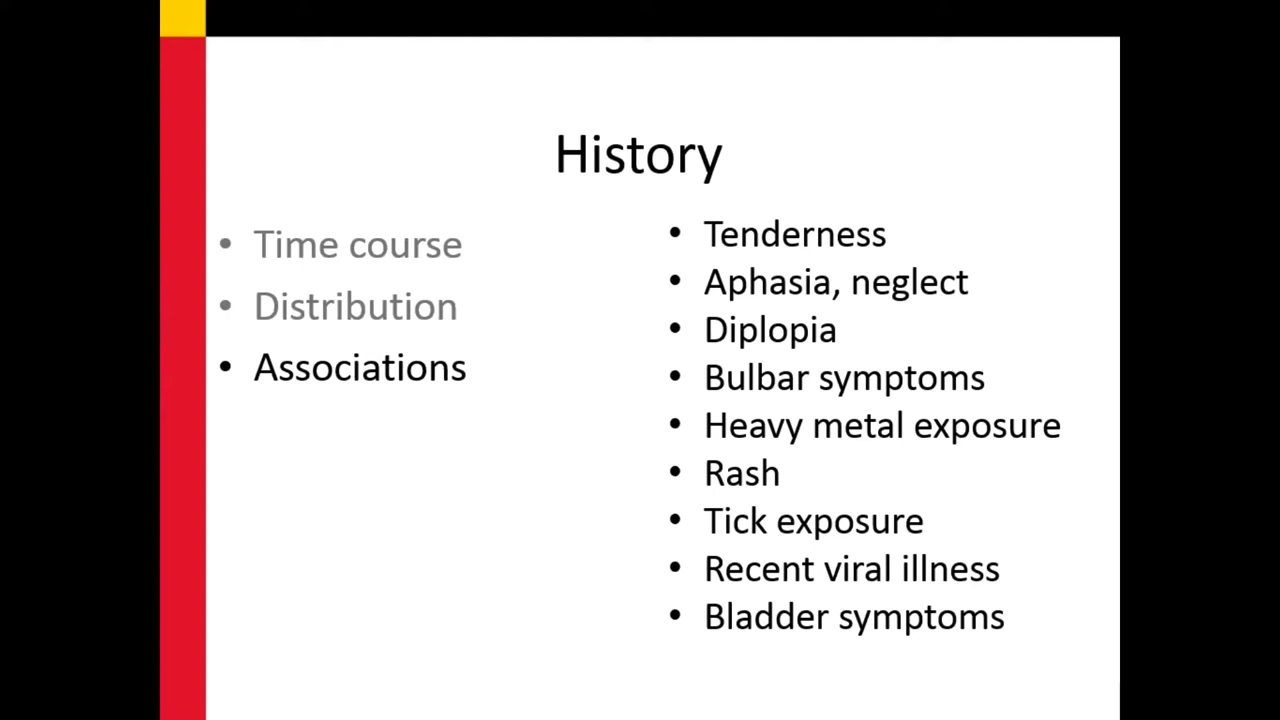 History
• Time course
• Distribution
• Associations
• Tenderness
• Aphasia, neglect
• Diplopia
• Bulbar symptoms
• Heavy metal exposure
• Rash
• Tick exposure
• Recent viral illness
• Bladder symptoms